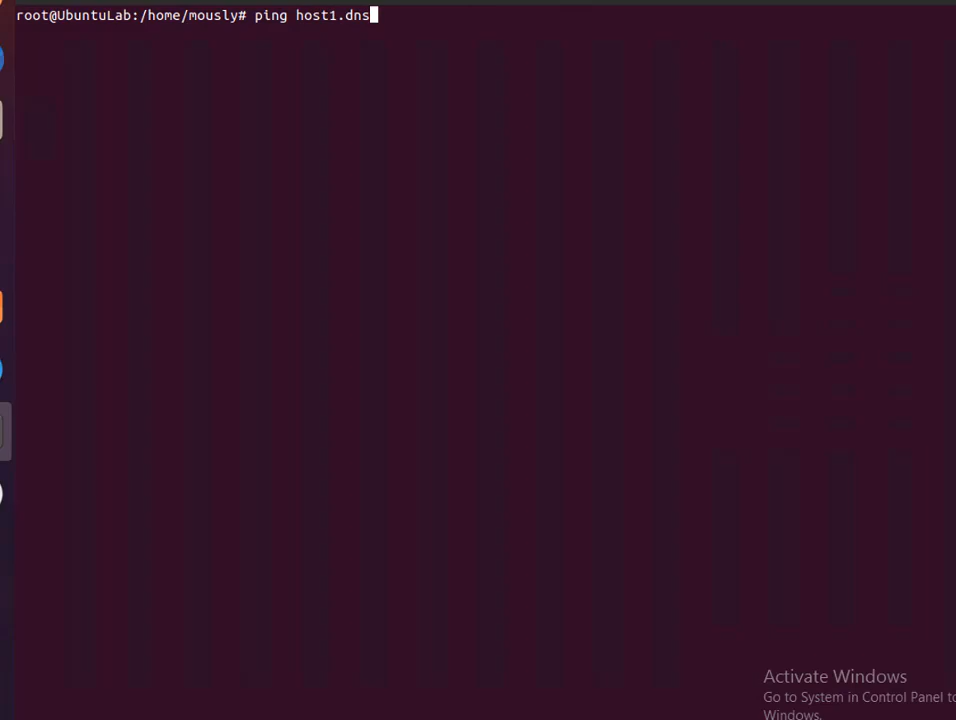 root@UbuntuLab:/home/mously# ping host1.dns
Activate Windows
Go to System in Control Panel to
Windows.